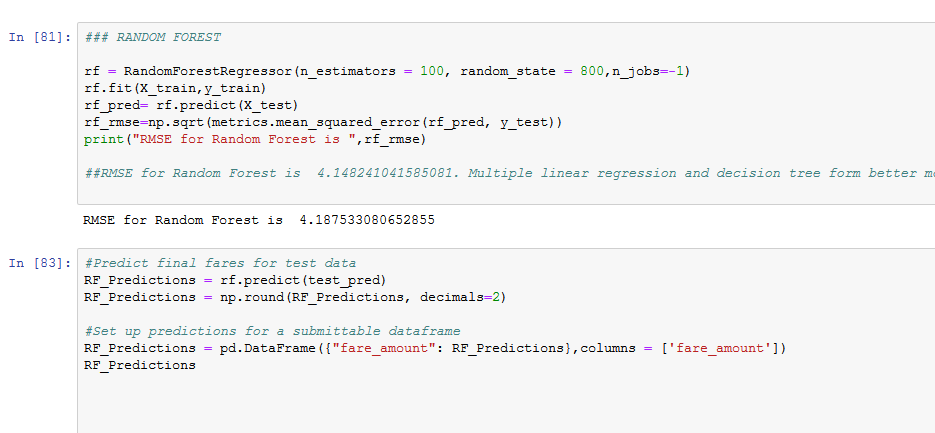 In [81]: ### RANDOM FOREST
rf = RandomForestRegressor(n_estimators = 100, random_state = 800,n_jobs=-1)
rf.fit(X_train,y_train)
rf_pred= rf.predict(X_test)
rf_rmse=np.sqrt(metrics.mean_squared_error(rf_pred, y_test))
print("RMSE for Random Forest is ",rf_rmse)
##RMSE for Random Forest is  4.148241041585081. Multiple linear regression and decision tree form better
RMSE for Random Forest is  4.187533080652855
In [83]: #Predict final fares for test data
RF_Predictions = rf.predict(test_pred)
RF_Predictions = np.round(RF_Predictions, decimals=2)
#Set up predictions for a submittable dataframe
RF_Predictions = pd.DataFrame({"fare_amount": RF_Predictions},columns = ['fare_amount'])
RF_Predictions